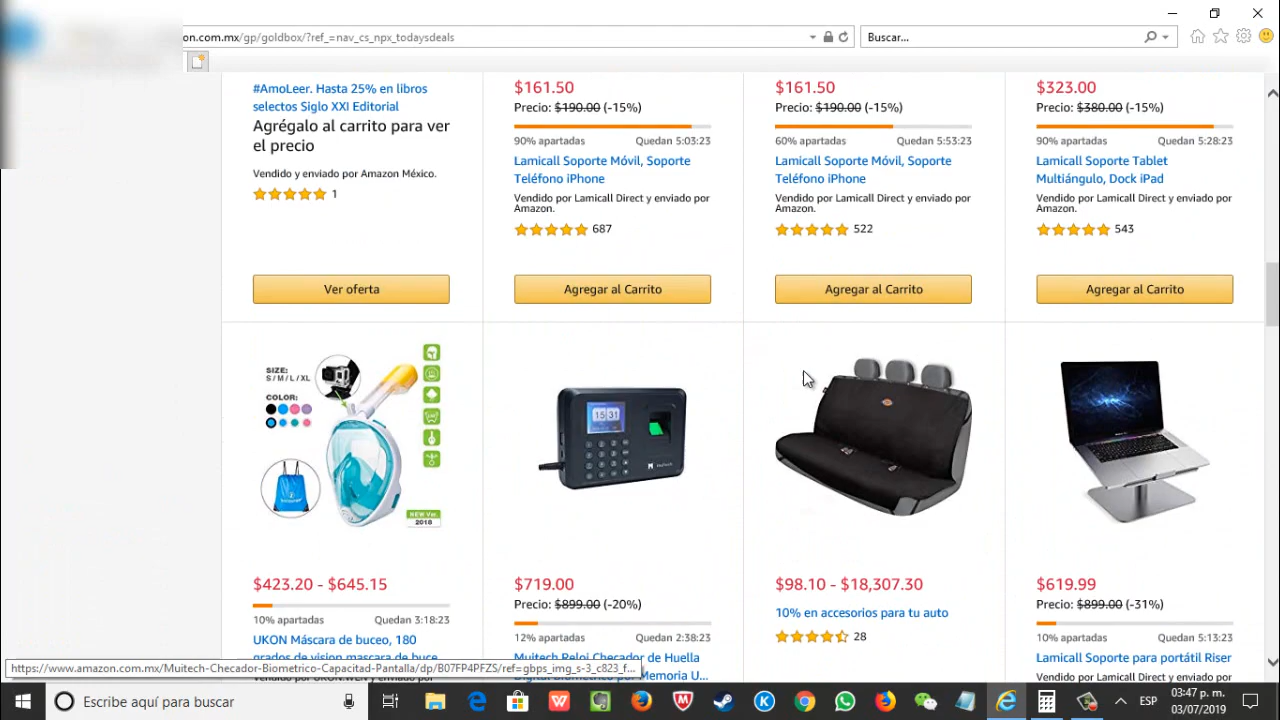 on.com.mx/gp/goldbox/?ref_=nav_cs_npx_todaysdeals
Buscar...
#AmoLeer. Hasta 25% en libros
selectos Siglo XXI Editorial
Agrégalo al carrito para ver
el precio
Vendido y enviado por Amazon México.
1
Ver oferta
$161.50
Precio: $190.00 (-15%)
90% apartadas Quedan 5:03:23
Lamicall Soporte Móvil, Soporte
Teléfono iPhone
Vendido por Lamicall Direct y enviado por
Amazon.
687
Agregar al Carrito
$161.50
Precio: $190.00 (-15%)
60% apartadas Quedan 5:53:23
Lamicall Soporte Móvil, Soporte
Teléfono iPhone
Vendido por Lamicall Direct y enviado por
Amazon.
522
Agregar al Carrito
$323.00
Precio: $380.00 (-15%)
90% apartadas Quedan 5:28:23
Lamicall Soporte Tablet
Multiángulo, Dock iPad
Vendido por Lamicall Direct y enviado por
Amazon.
543
Agregar al Carrito
SIZE:
S / M / L / XL
COLOR:
NEW Ver.
2018
$423.20 - $645.15
10% apartadas Quedan 3:18:23
UKON Máscara de buceo, 180
grados de vision mascara de buce
15 31
$719.00
Precio: $899.00 (-20%)
12% apartadas Quedan 2:38:23
Muitech Reloj Checador de Huella
Digital Biométrico por Memoria U...
$98.10 - $18,307.30
10% en accesorios para tu auto
28
$619.99
Precio: $899.00 (-31%)
10% apartadas Quedan 5:13:23
Lamicall Soporte para portátil Riser
Vendido por Lamicall Direct y enviado por
https://www.amazon.com.mx/Muitech-Checador-Biometrico-Capacitad-Pantalla/dp/B07FP4PFZS/ref=gbps_img_s-3_c823_f...
Escribe aquí para buscar
ESP
03:47 p. m.
03/07/2019